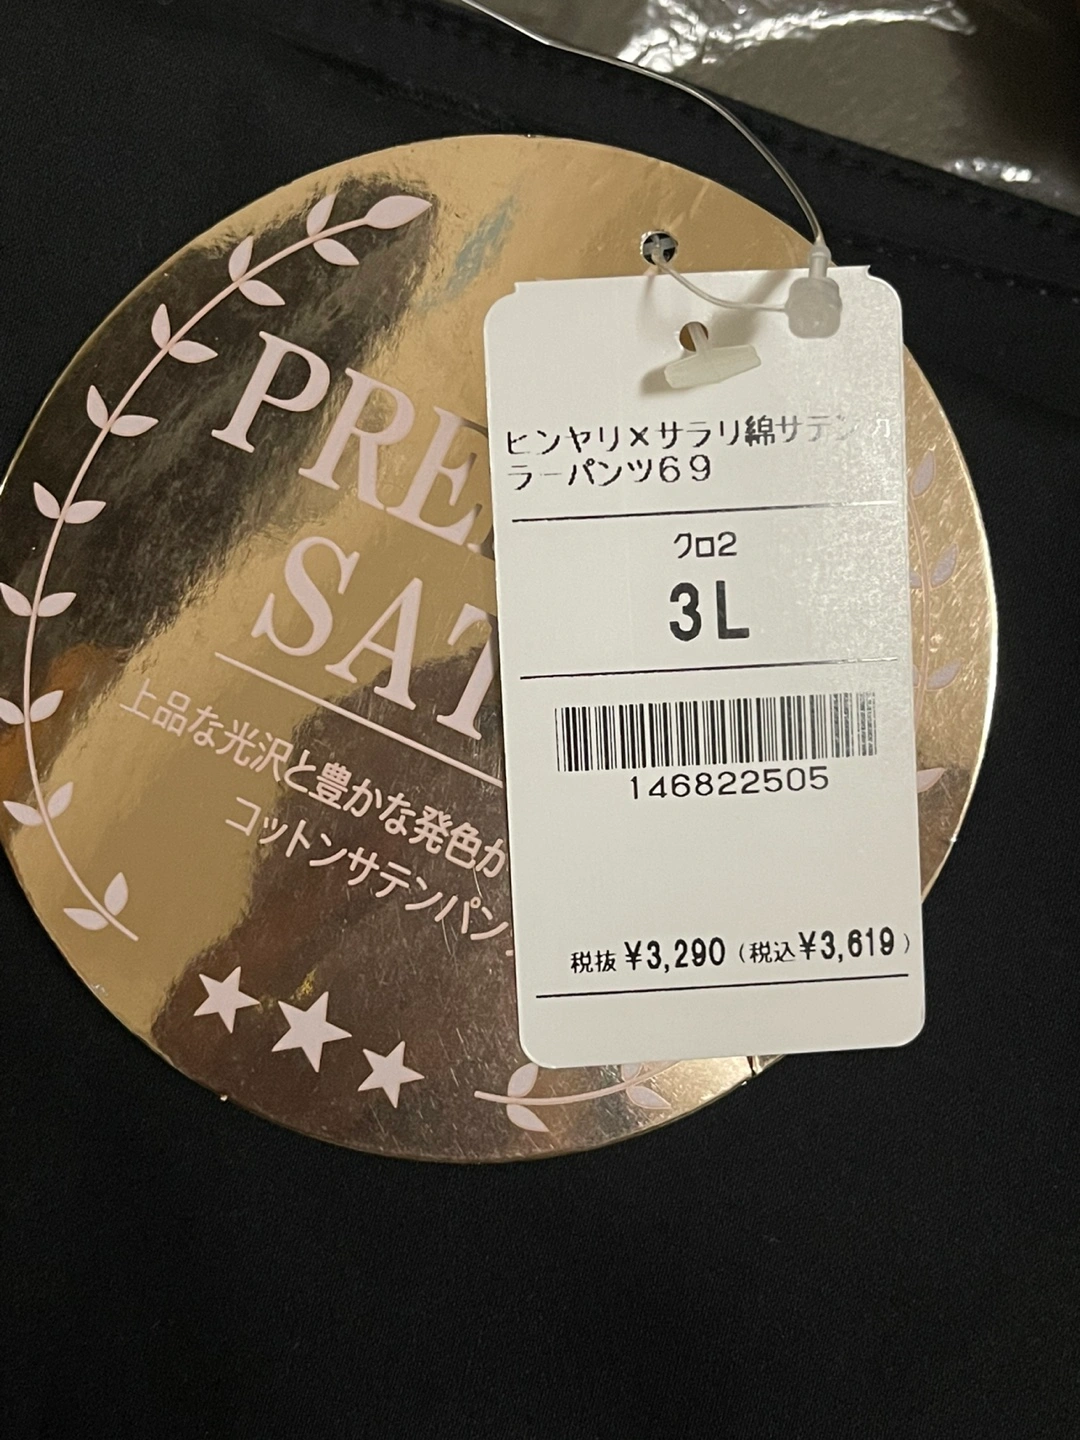 PRE
SAT
上品な光沢と豊かな発色が
コットンサテンパン
ヒンヤリ×サラリ綿サテンカ
ラーパンツ69
クロ2
3L
146822505
税抜 ¥3,290 (税込¥3,619)